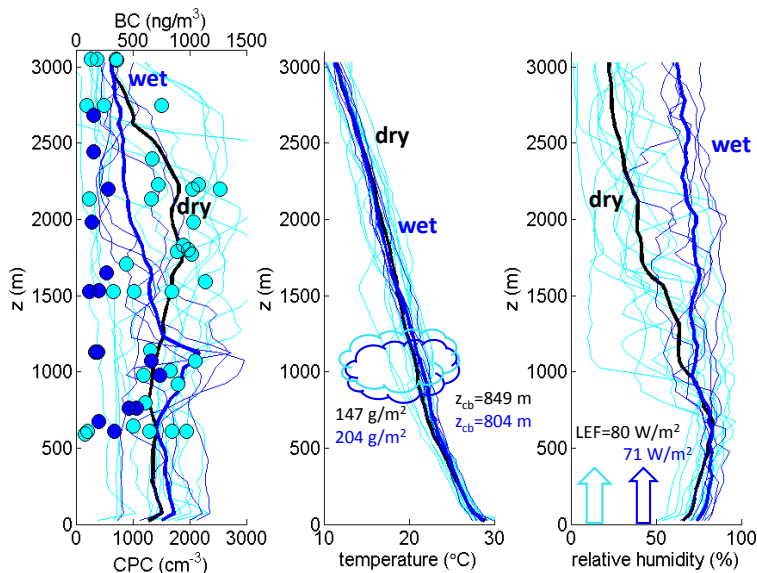 BC (ng/m³)
0 500 1000 1500
wet
dry
z (m)
3000
2500
2000
1500
1000
500
0
0 1000 2000 3000
CPC (cm⁻³)
dry
wet
z (m)
3000
2500
2000
1500
1000
500
0
147 g/m²
204 g/m²
z_cb=849 m
z_cb=804 m
10 20 30
temperature (°C)
wet
dry
z (m)
3000
2500
2000
1500
1000
500
0
LEF=80 W/m²
71 W/m²
0 50 100
relative humidity (%)